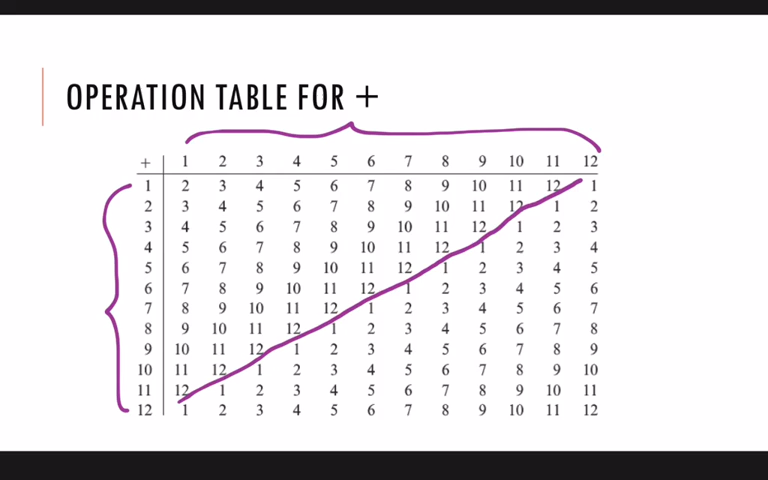 OPERATION TABLE FOR +
+ 1 2 3 4 5 6 7 8 9 10 11 12
1 2 3 4 5 6 7 8 9 10 11 12 1
2 3 4 5 6 7 8 9 10 11 12 1 2
3 4 5 6 7 8 9 10 11 12 1 2 3
4 5 6 7 8 9 10 11 12 1 2 3 4
5 6 7 8 9 10 11 12 1 2 3 4 5
6 7 8 9 10 11 12 1 2 3 4 5 6
7 8 9 10 11 12 1 2 3 4 5 6 7
8 9 10 11 12 1 2 3 4 5 6 7 8
9 10 11 12 1 2 3 4 5 6 7 8 9
10 11 12 1 2 3 4 5 6 7 8 9 10
11 12 1 2 3 4 5 6 7 8 9 10 11
12 1 2 3 4 5 6 7 8 9 10 11 12